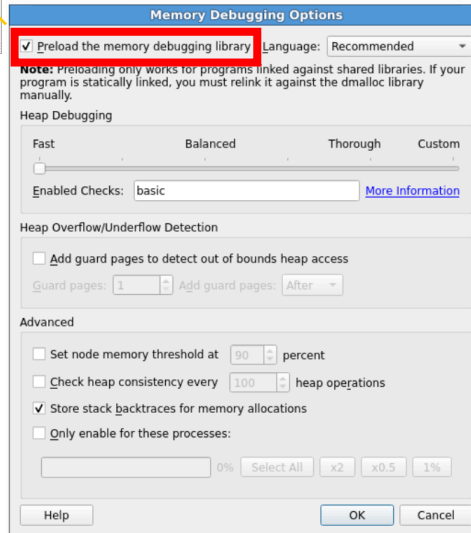 Memory Debugging Options
Preload the memory debugging library Language: Recommended
Note: Preloading only works for programs linked against shared libraries. If your
program is statically linked, you must relink it against the dmalloc library
manually.
Heap Debugging
Fast Balanced Thorough Custom
Enabled Checks: basic More Information
Heap Overflow/Underflow Detection
Add guard pages to detect out of bounds heap access
Guard pages: 1 Add guard pages: After
Advanced
Set node memory threshold at 90 percent
Check heap consistency every 100 heap operations
Store stack backtraces for memory allocations
Only enable for these processes:
0% Select All x2 x0.5 1%
Help OK Cancel